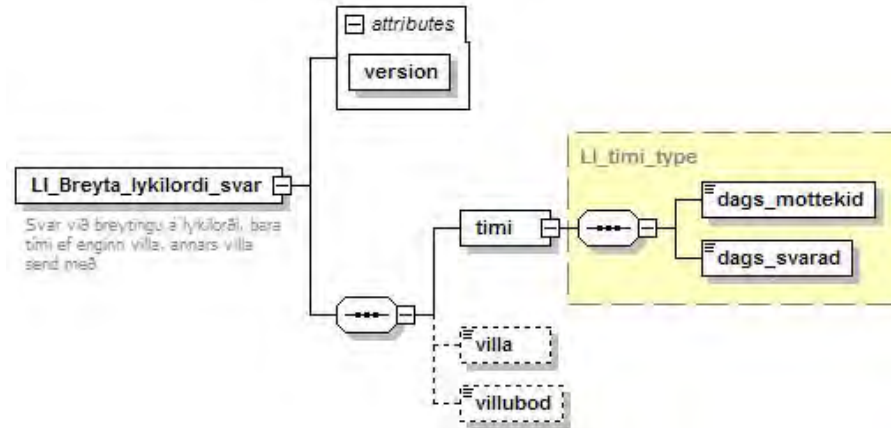 attributes
version
LI_timi_type
LI_Breyta_lykilordi_svar
dags_mottekid
Svar við breytingu á lykilorði, bara
tími ef enginn villa, annars villa
send með
timi
dags_svarad
villa
villubod